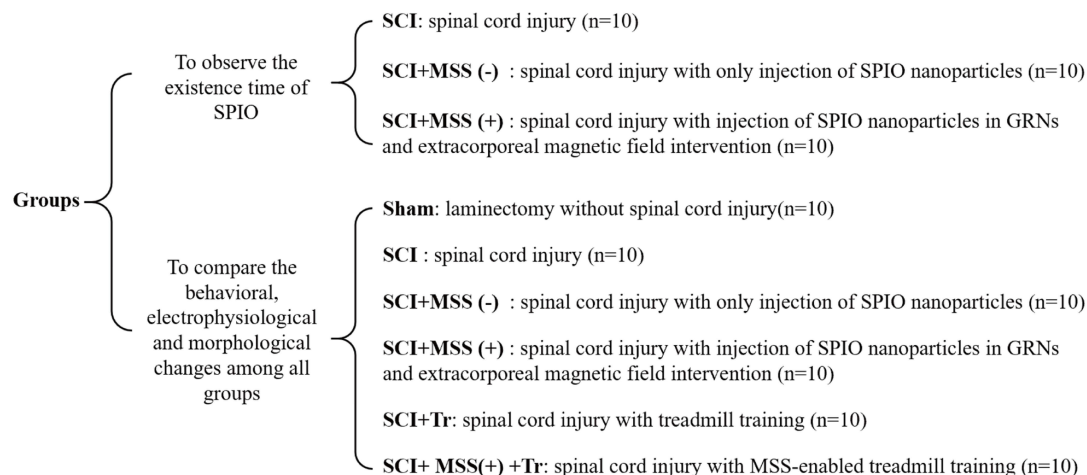 Groups
To observe the
existence time of
SPIO
SCI: spinal cord injury (n=10)
SCI+MSS (-) : spinal cord injury with only injection of SPIO nanoparticles (n=10)
SCI+MSS (+) : spinal cord injury with injection of SPIO nanoparticles in GRNs
and extracorporeal magnetic field intervention (n=10)
To compare the
behavioral,
electrophysiological
and morphological
changes among all
groups
Sham: laminectomy without spinal cord injury(n=10)
SCI : spinal cord injury (n=10)
SCI+MSS (-) : spinal cord injury with only injection of SPIO nanoparticles (n=10)
SCI+MSS (+) : spinal cord injury with injection of SPIO nanoparticles in GRNs
and extracorporeal magnetic field intervention (n=10)
SCI+Tr: spinal cord injury with treadmill training (n=10)
SCI+ MSS(+) +Tr: spinal cord injury with MSS-enabled treadmill training (n=10)